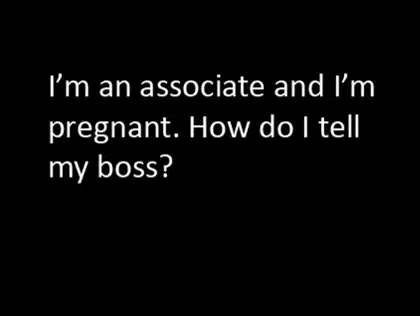 I’m an associate and I’m
pregnant. How do I tell
my boss?